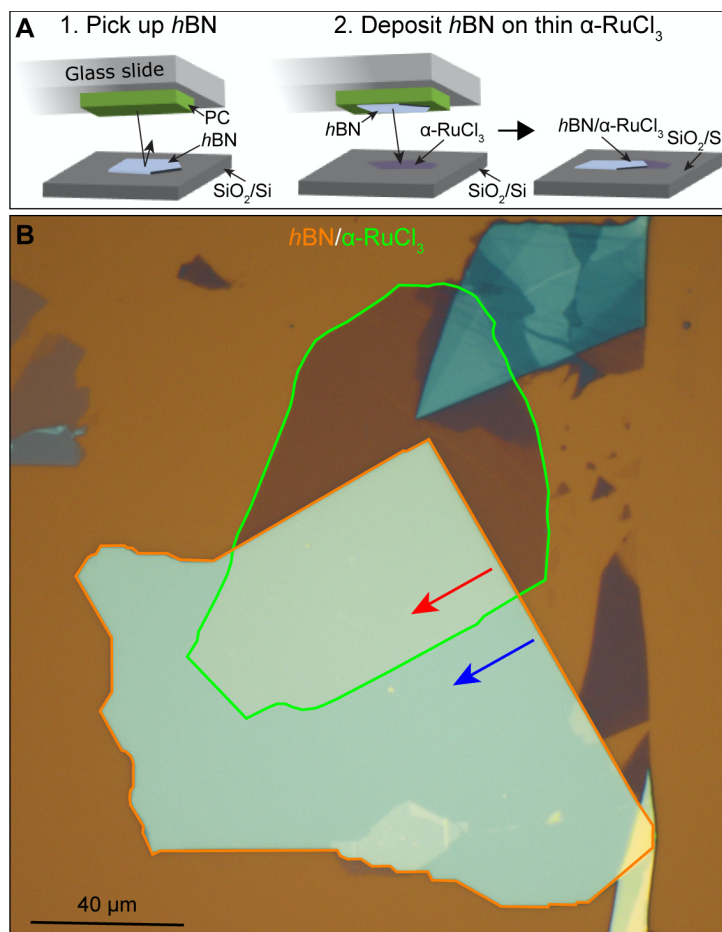 A
1. Pick up hBN
2. Deposit hBN on thin α-RuCl₃
Glass slide
PC
hBN
SiO₂/Si
hBN
α-RuCl₃
SiO₂/Si
hBN/α-RuCl₃
SiO₂/S
B
hBN/α-RuCl₃
40 µm